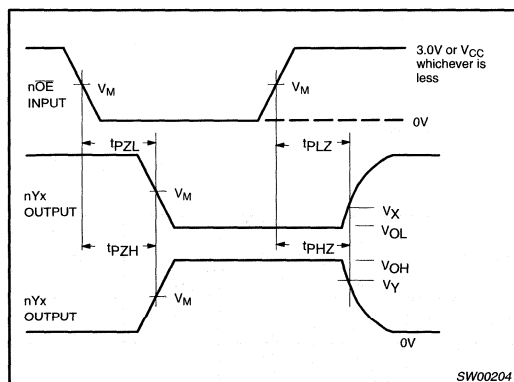 3.0V or VCC
whichever is
less
nOE
INPUT
VM
VM
0V
tPZL
tPLZ
nYx
OUTPUT
VM
VX
VOL
tPZH
tPHZ
VOH
VY
nYx
OUTPUT
VM
0V
SW00204